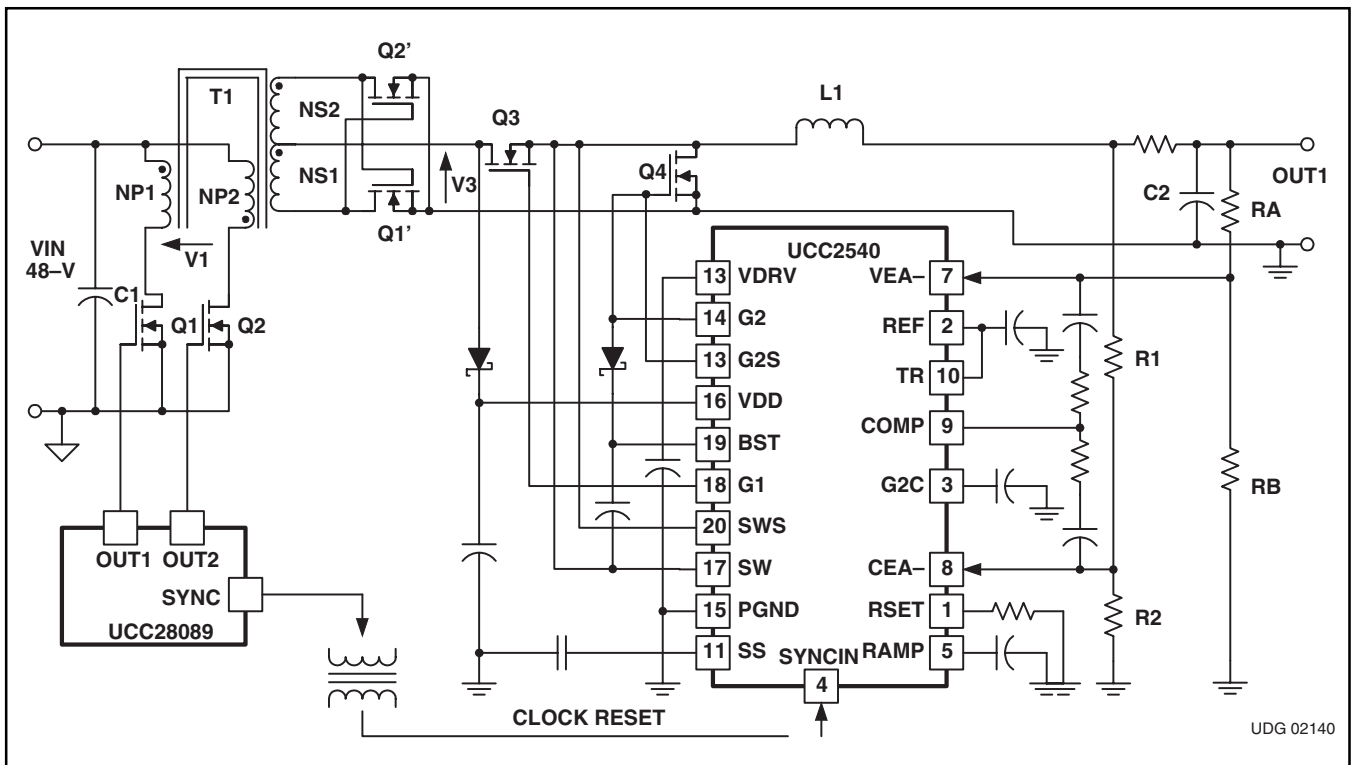 Q2'
T1
NS2
Q3
L1
NP1
NP2
NS1
V3
Q4
OUT1
C2
RA
VIN
48–V
V1
Q1'
C1
Q1
Q2
UCC2540
13 VDRV
14 G2
13 G2S
16 VDD
19 BST
18 G1
20 SWS
17 SW
15 PGND
11 SS
VEA– 7
REF 2
TR 10
COMP 9
G2C 3
CEA– 8
RSET 1
RAMP 5
SYNCIN
4
R1
RB
R2
OUT1 OUT2
SYNC
UCC28089
CLOCK RESET
UDG 02140